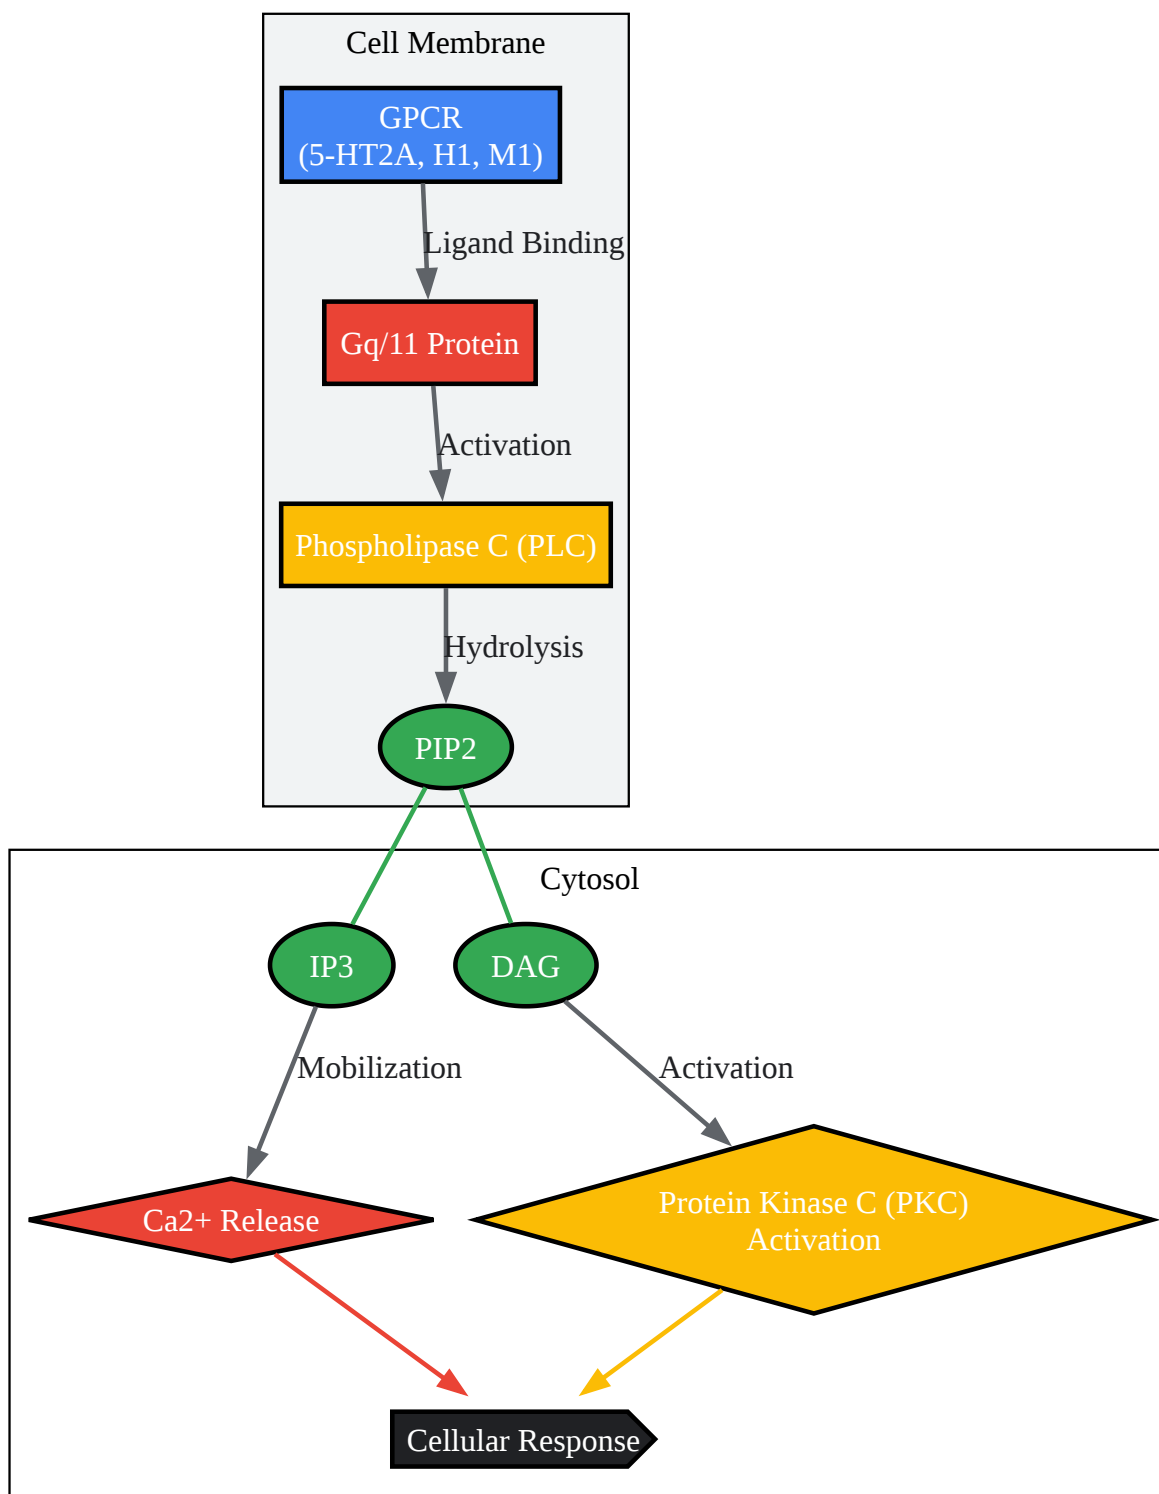 Cell Membrane
GPCR
(5-HT2A, H1, M1)
Ligand Binding
Gq/11 Protein
Activation
Phospholipase C (PLC)
Hydrolysis
PIP2
Cytosol
IP3
DAG
Mobilization
Activation
Ca2+ Release
Protein Kinase C (PKC)
Activation
Cellular Response